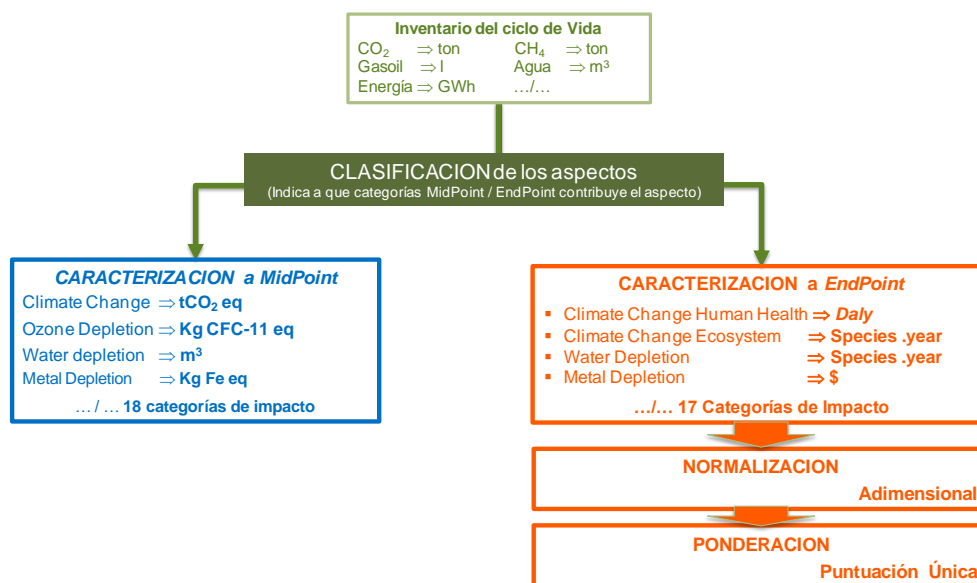 Inventario del ciclo de Vida
CO₂ ⇒ ton CH₄ ⇒ ton
Gasoil ⇒ l Agua ⇒ m³
Energía ⇒ GWh .../...
CLASIFICACION de los aspectos
(Indica a que categorías MidPoint / EndPoint contribuye el aspecto)
CARACTERIZACION a MidPoint
Climate Change ⇒ tCO₂ eq
Ozone Depletion ⇒ Kg CFC-11 eq
Water depletion ⇒ m³
Metal Depletion ⇒ Kg Fe eq
... / ... 18 categorías de impacto
CARACTERIZACION a EndPoint
▪ Climate Change Human Health ⇒ Daly
▪ Climate Change Ecosystem ⇒ Species .year
▪ Water Depletion ⇒ Species .year
▪ Metal Depletion ⇒ $
.../... 17 Categorías de Impacto
NORMALIZACION
Adimensional
PONDERACION
Puntuación Única